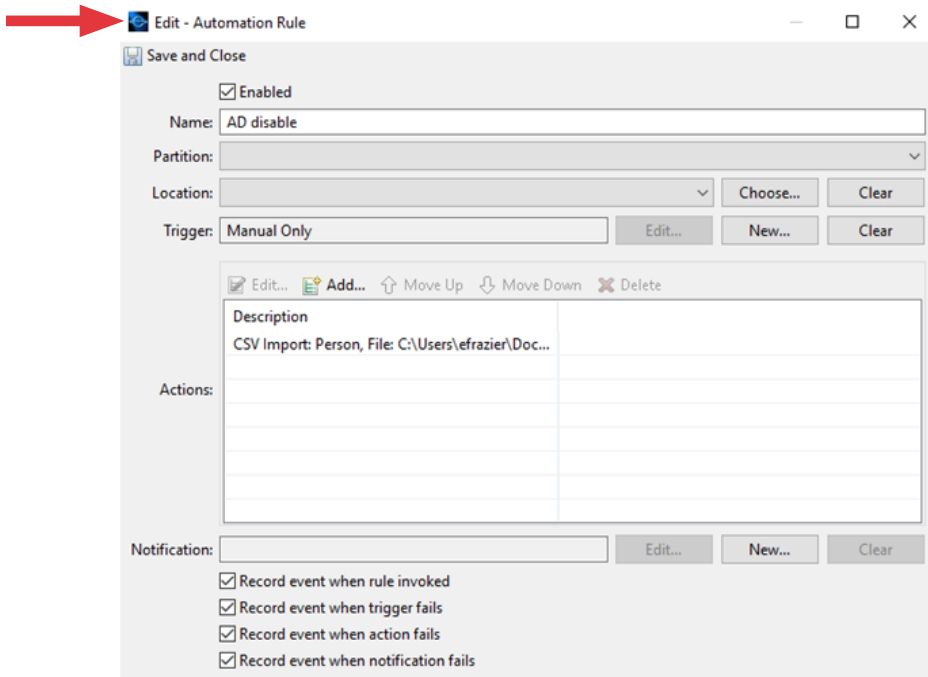 Edit - Automation Rule
Save and Close
Enabled
Name: AD disable
Partition:
Location: Choose... Clear
Trigger: Manual Only Edit... New... Clear
Edit... Add... Move Up Move Down Delete
Description
CSV Import: Person, File: C:\Users\efrazier\Doc...
Actions:
Notification: Edit... New... Clear
Record event when rule invoked
Record event when trigger fails
Record event when action fails
Record event when notification fails